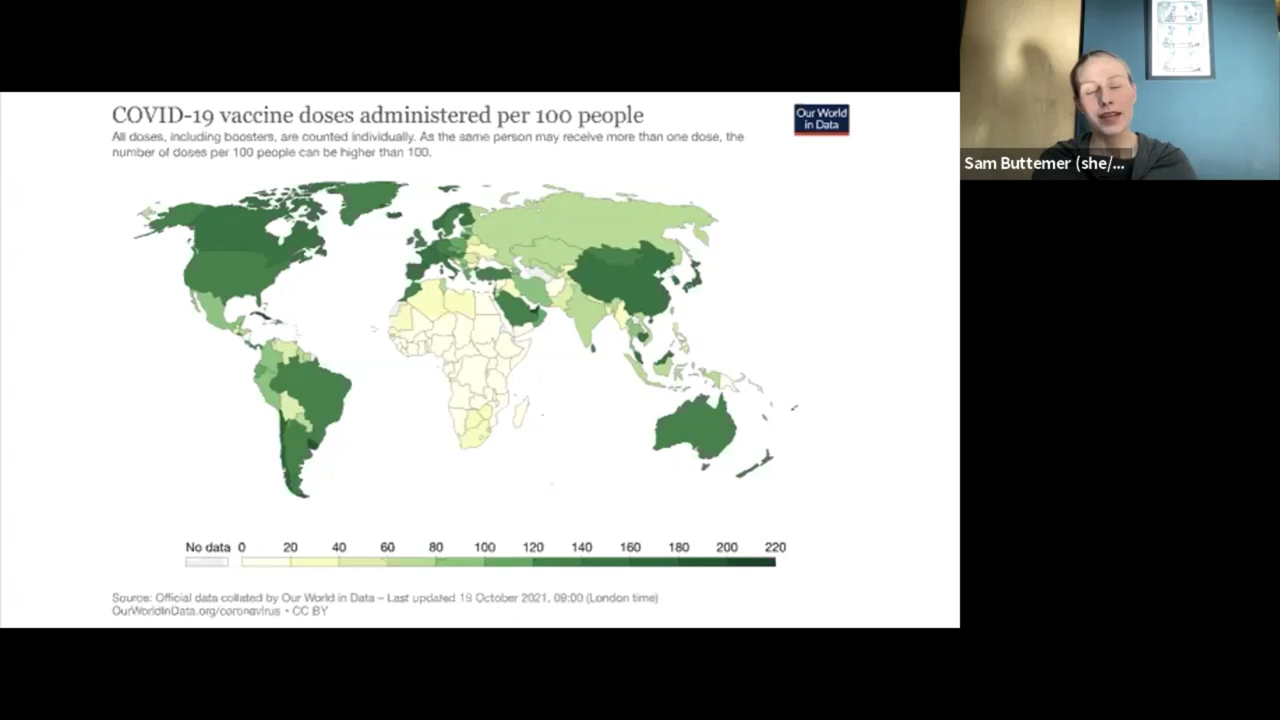 COVID-19 vaccine doses administered per 100 people
All doses, including boosters, are counted individually. As the same person may receive more than one dose, the
number of doses per 100 people can be higher than 100.
Our World
in Data
Sam Buttemer (she/...
No data 0 20 40 60 80 100 120 140 160 180 200 220
Source: Official data collated by Our World in Data – Last updated 19 October 2021, 09:00 (London time)
OurWorldInData.org/coronavirus • CC BY